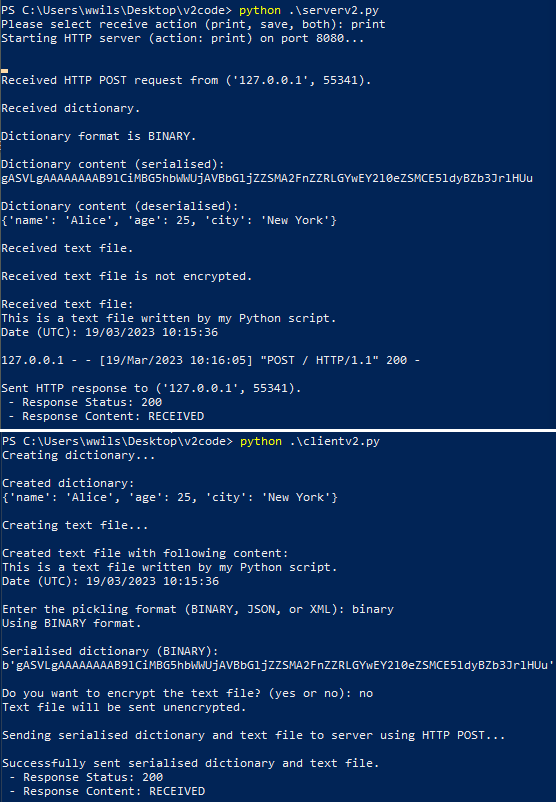 PS C:\Users\wwils\Desktop\v2code> python .\serverv2.py
Please select receive action (print, save, both): print
Starting HTTP server (action: print) on port 8080...
Received HTTP POST request from ('127.0.0.1', 55341).
Received dictionary.
Dictionary format is BINARY.
Dictionary content (serialised):
gASVLgAAAAAAAAB9lCiMBG5hbWWUjAVBbGljZZSMA2FnZZRLGYwEY2l0eZSMCE5ldyBZb3JrlHUu
Dictionary content (deserialised):
{'name': 'Alice', 'age': 25, 'city': 'New York'}
Received text file.
Received text file is not encrypted.
Received text file:
This is a text file written by my Python script.
Date (UTC): 19/03/2023 10:15:36
127.0.0.1 - - [19/Mar/2023 10:16:05] "POST / HTTP/1.1" 200 -
Sent HTTP response to ('127.0.0.1', 55341).
- Response Status: 200
- Response Content: RECEIVED
PS C:\Users\wwils\Desktop\v2code> python .\clientv2.py
Creating dictionary...
Created dictionary:
{'name': 'Alice', 'age': 25, 'city': 'New York'}
Creating text file...
Created text file with following content:
This is a text file written by my Python script.
Date (UTC): 19/03/2023 10:15:36
Enter the pickling format (BINARY, JSON, or XML): binary
Using BINARY format.
Serialised dictionary (BINARY):
b'gASVLgAAAAAAAAB9lCiMBG5hbWWUjAVBbGljZZSMA2FnZZRLGYwEY2l0eZSMCE5ldyBZb3JrlHUu'
Do you want to encrypt the text file? (yes or no): no
Text file will be sent unencrypted.
Sending serialised dictionary and text file to server using HTTP POST...
Successfully sent serialised dictionary and text file.
- Response Status: 200
- Response Content: RECEIVED